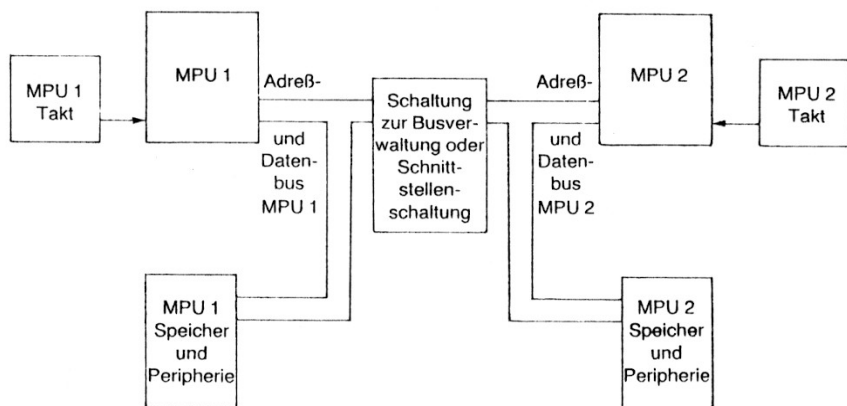 MPU 1
Takt
MPU 1
Adreß-
und
Daten-
bus
MPU 1
Schaltung
zur Busver-
waltung oder
Schnitt-
stellen-
schaltung
Adreß-
und
Daten-
bus
MPU 2
MPU 2
MPU 2
Takt
MPU 1
Speicher
und
Peripherie
MPU 2
Speicher
und
Peripherie